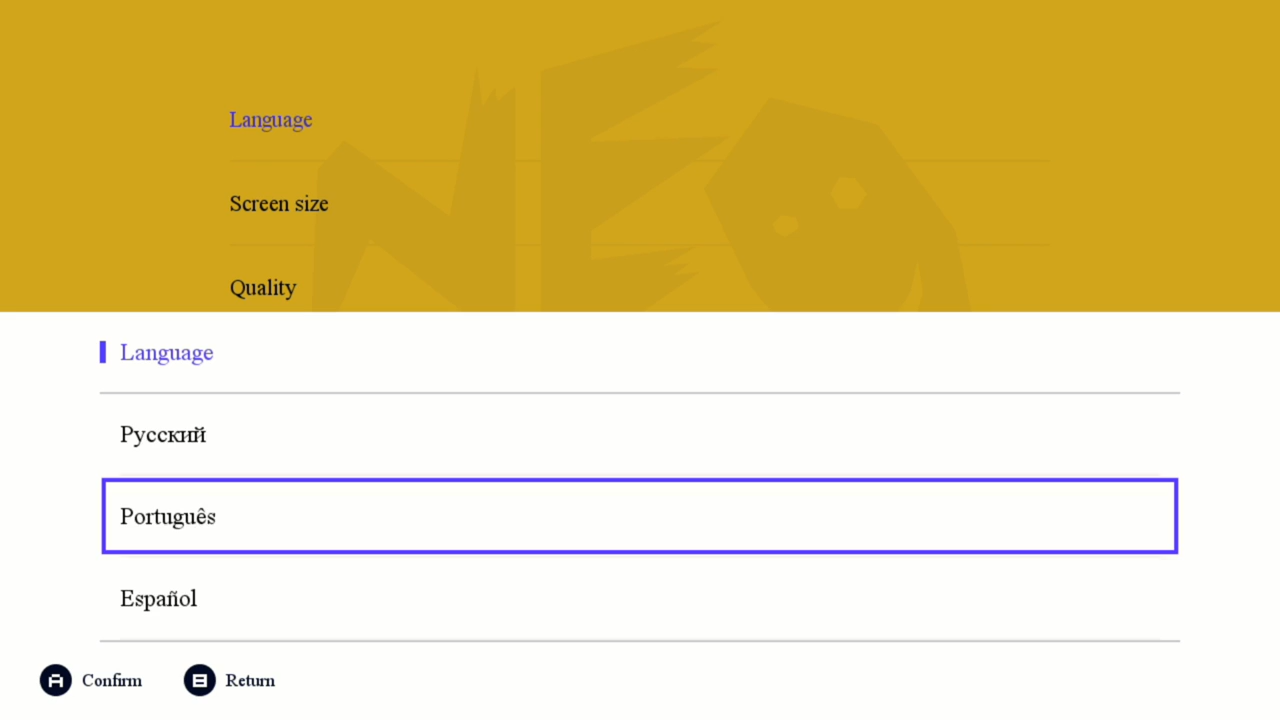 Language
Screen size
Quality
Language
Русский
Português
Español
A Confirm B Return